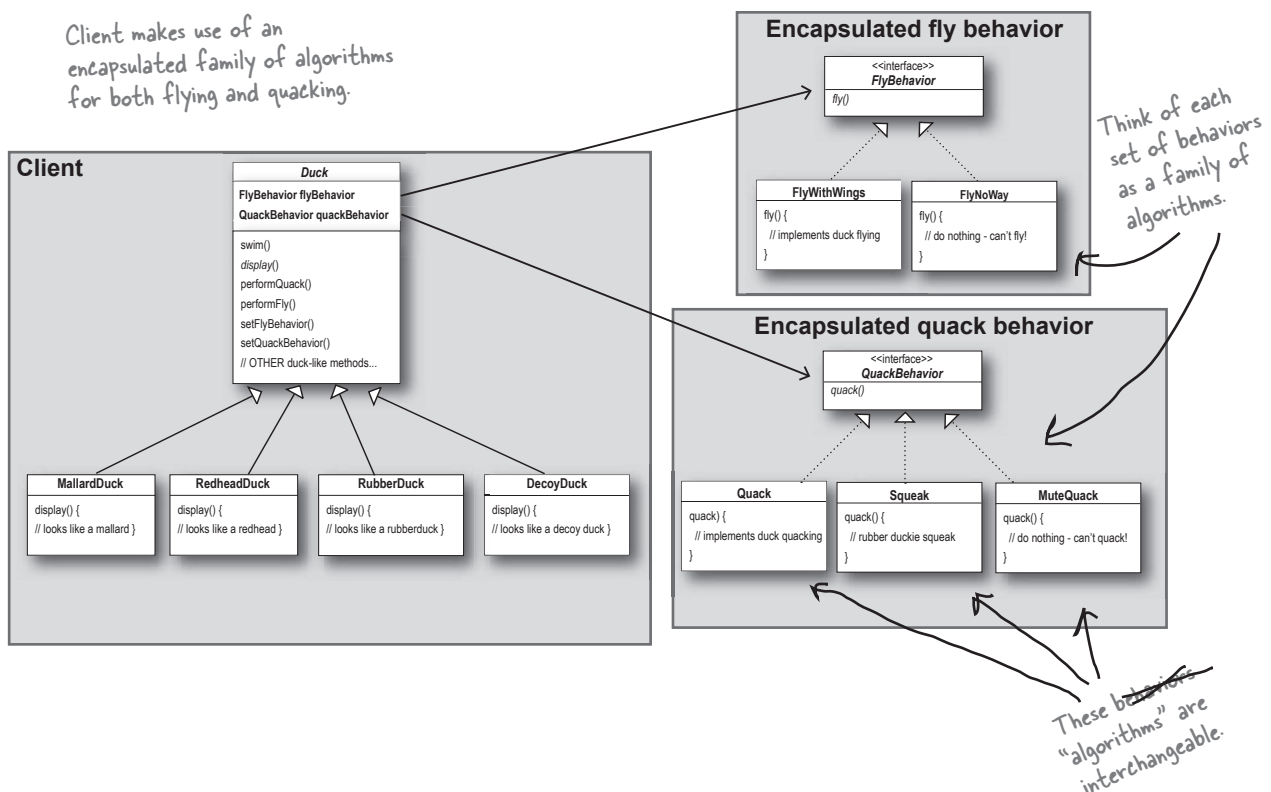 Client makes use of an
encapsulated family of algorithms
for both flying and quacking.
Client
Duck
FlyBehavior flyBehavior
QuackBehavior quackBehavior
swim()
display()
performQuack()
performFly()
setFlyBehavior()
setQuackBehavior()
// OTHER duck-like methods...
MallardDuck
display() {
// looks like a mallard }
RedheadDuck
display() {
// looks like a redhead }
RubberDuck
display() {
// looks like a rubberduck }
DecoyDuck
display() {
// looks like a decoy duck }
Encapsulated fly behavior
<<interface>>
FlyBehavior
fly()
FlyWithWings
fly() {
// implements duck flying
}
FlyNoWay
fly() {
// do nothing - can't fly!
}
Think of each
set of behaviors
as a family of
algorithms.
Encapsulated quack behavior
<<interface>>
QuackBehavior
quack()
Quack
quack) {
// implements duck quacking
}
Squeak
quack() {
// rubber duckie squeak
}
MuteQuack
quack() {
// do nothing - can't quack!
}
These behaviors
“algorithms” are
interchangeable.